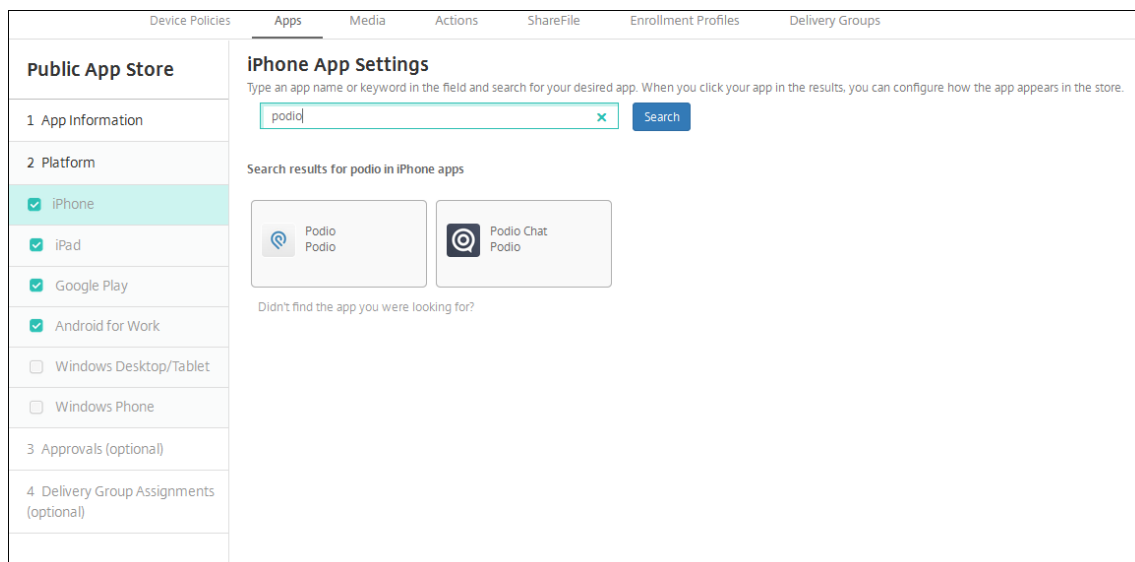 Device Policies Apps Media Actions ShareFile Enrollment Profiles Delivery Groups
Public App Store
1 App Information
2 Platform
iPhone
iPad
Google Play
Android for Work
Windows Desktop/Tablet
Windows Phone
3 Approvals (optional)
4 Delivery Group Assignments
(optional)
iPhone App Settings
Type an app name or keyword in the field and search for your desired app. When you click your app in the results, you can configure how the app appears in the store.
podio
Search
Search results for podio in iPhone apps
Podio
Podio
Podio Chat
Podio
Didn't find the app you were looking for?